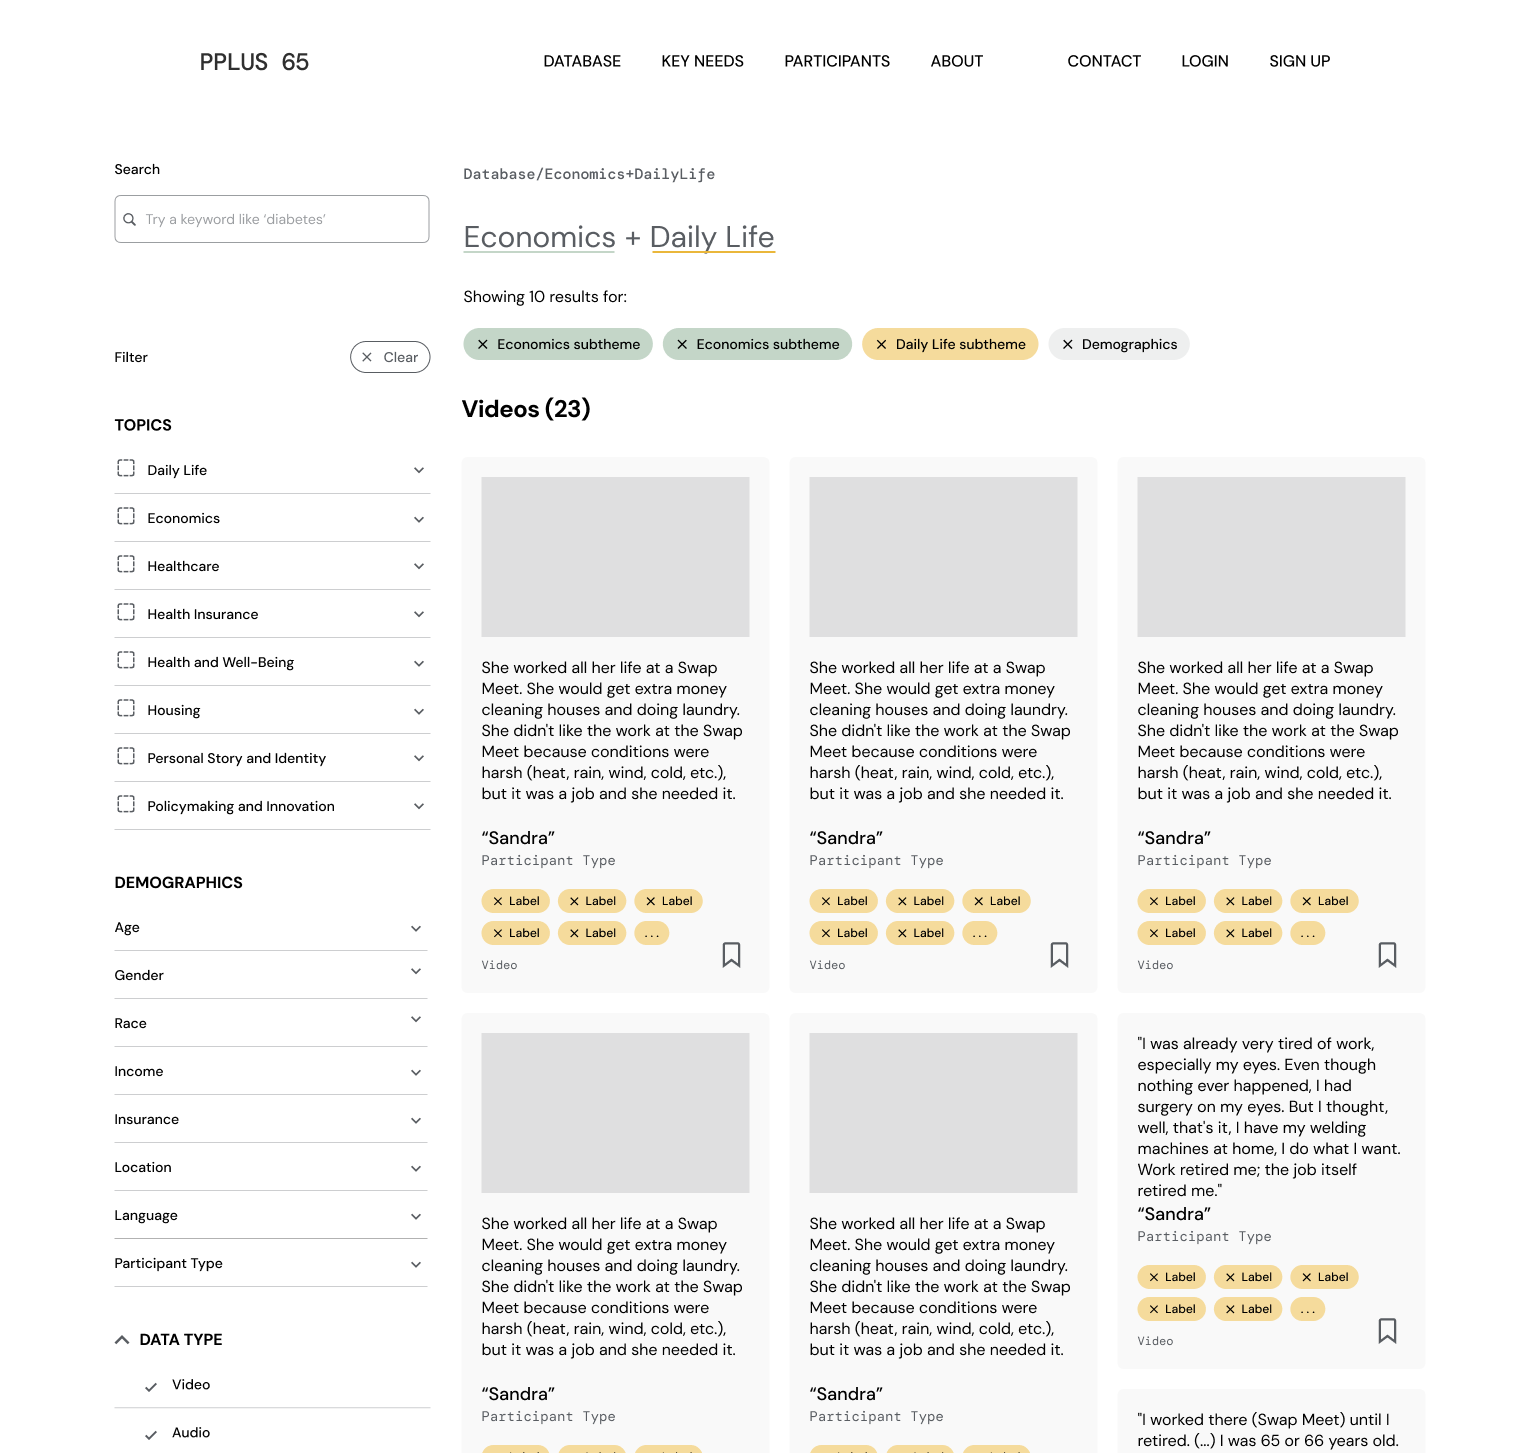 PPLUS 65
DATABASE
KEY NEEDS
PARTICIPANTS
ABOUT
CONTACT
LOGIN
SIGN UP
Search
Try a keyword like ‘diabetes’
Filter
Clear
TOPICS
Daily Life
Economics
Healthcare
Health Insurance
Health and Well-Being
Housing
Personal Story and Identity
Policymaking and Innovation
DEMOGRAPHICS
Age
Gender
Race
Income
Insurance
Location
Language
Participant Type
DATA TYPE
Video
Audio
Database/Economics+DailyLife
Economics + Daily Life
Showing 10 results for:
Economics subtheme
Economics subtheme
Daily Life subtheme
Demographics
Videos (23)
She worked all her life at a Swap
Meet. She would get extra money
cleaning houses and doing laundry.
She didn't like the work at the Swap
Meet because conditions were
harsh (heat, rain, wind, cold, etc.),
but it was a job and she needed it.
“Sandra”
Participant Type
Label Label Label
Label Label ...
Video
She worked all her life at a Swap
Meet. She would get extra money
cleaning houses and doing laundry.
She didn't like the work at the Swap
Meet because conditions were
harsh (heat, rain, wind, cold, etc.),
but it was a job and she needed it.
“Sandra”
Participant Type
Label Label Label
Label Label ...
Video
She worked all her life at a Swap
Meet. She would get extra money
cleaning houses and doing laundry.
She didn't like the work at the Swap
Meet because conditions were
harsh (heat, rain, wind, cold, etc.),
but it was a job and she needed it.
“Sandra”
Participant Type
Label Label Label
Label Label ...
Video
She worked all her life at a Swap
Meet. She would get extra money
cleaning houses and doing laundry.
She didn't like the work at the Swap
Meet because conditions were
harsh (heat, rain, wind, cold, etc.),
but it was a job and she needed it.
“Sandra”
Participant Type
She worked all her life at a Swap
Meet. She would get extra money
cleaning houses and doing laundry.
She didn't like the work at the Swap
Meet because conditions were
harsh (heat, rain, wind, cold, etc.),
but it was a job and she needed it.
“Sandra”
Participant Type
"I was already very tired of work,
especially my eyes. Even though
nothing ever happened, I had
surgery on my eyes. But I thought,
well, that's it, I have my welding
machines at home, I do what I want.
Work retired me; the job itself
retired me."
“Sandra”
Participant Type
Label Label Label
Label Label ...
Video
"I worked there (Swap Meet) until I
retired. (...) I was 65 or 66 years old.